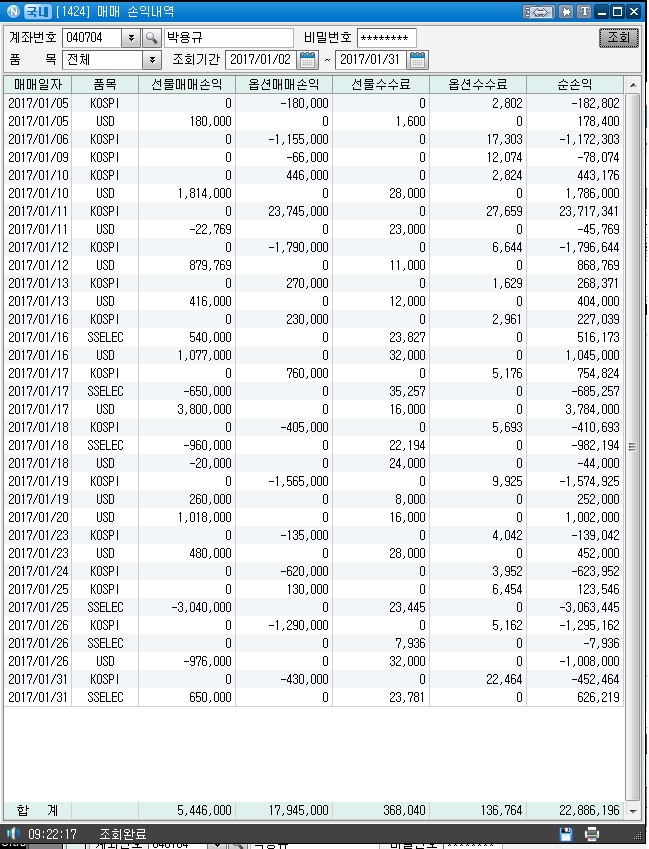 국내 [1424] 매매 손익내역
계좌번호 040704 박용규 비밀번호 ******** 조회
품 목 전체 조회기간 2017/01/02 ~ 2017/01/31
매매일자 품목 선물매매손익 옵션매매손익 선물수수료 옵션수수료 순손익
2017/01/05 KOSPI 0 -180,000 0 2,802 -182,802
2017/01/05 USD 180,000 0 1,600 0 178,400
2017/01/06 KOSPI 0 -1,155,000 0 17,303 -1,172,303
2017/01/09 KOSPI 0 -66,000 0 12,074 -78,074
2017/01/10 KOSPI 0 446,000 0 2,824 443,176
2017/01/10 USD 1,814,000 0 28,000 0 1,786,000
2017/01/11 KOSPI 0 23,745,000 0 27,659 23,717,341
2017/01/11 USD -22,769 0 23,000 0 -45,769
2017/01/12 KOSPI 0 -1,790,000 0 6,644 -1,796,644
2017/01/12 USD 879,769 0 11,000 0 868,769
2017/01/13 KOSPI 0 270,000 0 1,629 268,371
2017/01/13 USD 416,000 0 12,000 0 404,000
2017/01/16 KOSPI 0 230,000 0 2,961 227,039
2017/01/16 SSELEC 540,000 0 23,827 0 516,173
2017/01/16 USD 1,077,000 0 32,000 0 1,045,000
2017/01/17 KOSPI 0 760,000 0 5,176 754,824
2017/01/17 SSELEC -650,000 0 35,257 0 -685,257
2017/01/17 USD 3,800,000 0 16,000 0 3,784,000
2017/01/18 KOSPI 0 -405,000 0 5,693 -410,693
2017/01/18 SSELEC -960,000 0 22,194 0 -982,194
2017/01/18 USD -20,000 0 24,000 0 -44,000
2017/01/19 KOSPI 0 -1,565,000 0 9,925 -1,574,925
2017/01/19 USD 260,000 0 8,000 0 252,000
2017/01/20 USD 1,018,000 0 16,000 0 1,002,000
2017/01/23 KOSPI 0 -135,000 0 4,042 -139,042
2017/01/23 USD 480,000 0 28,000 0 452,000
2017/01/24 KOSPI 0 -620,000 0 3,952 -623,952
2017/01/25 KOSPI 0 130,000 0 6,454 123,546
2017/01/25 SSELEC -3,040,000 0 23,445 0 -3,063,445
2017/01/26 KOSPI 0 -1,290,000 0 5,162 -1,295,162
2017/01/26 SSELEC 0 0 7,936 0 -7,936
2017/01/26 USD -976,000 0 32,000 0 -1,008,000
2017/01/31 KOSPI 0 -430,000 0 22,464 -452,464
2017/01/31 SSELEC 650,000 0 23,781 0 626,219
합 계 5,446,000 17,945,000 368,040 136,764 22,886,196
09:22:17 조회완료